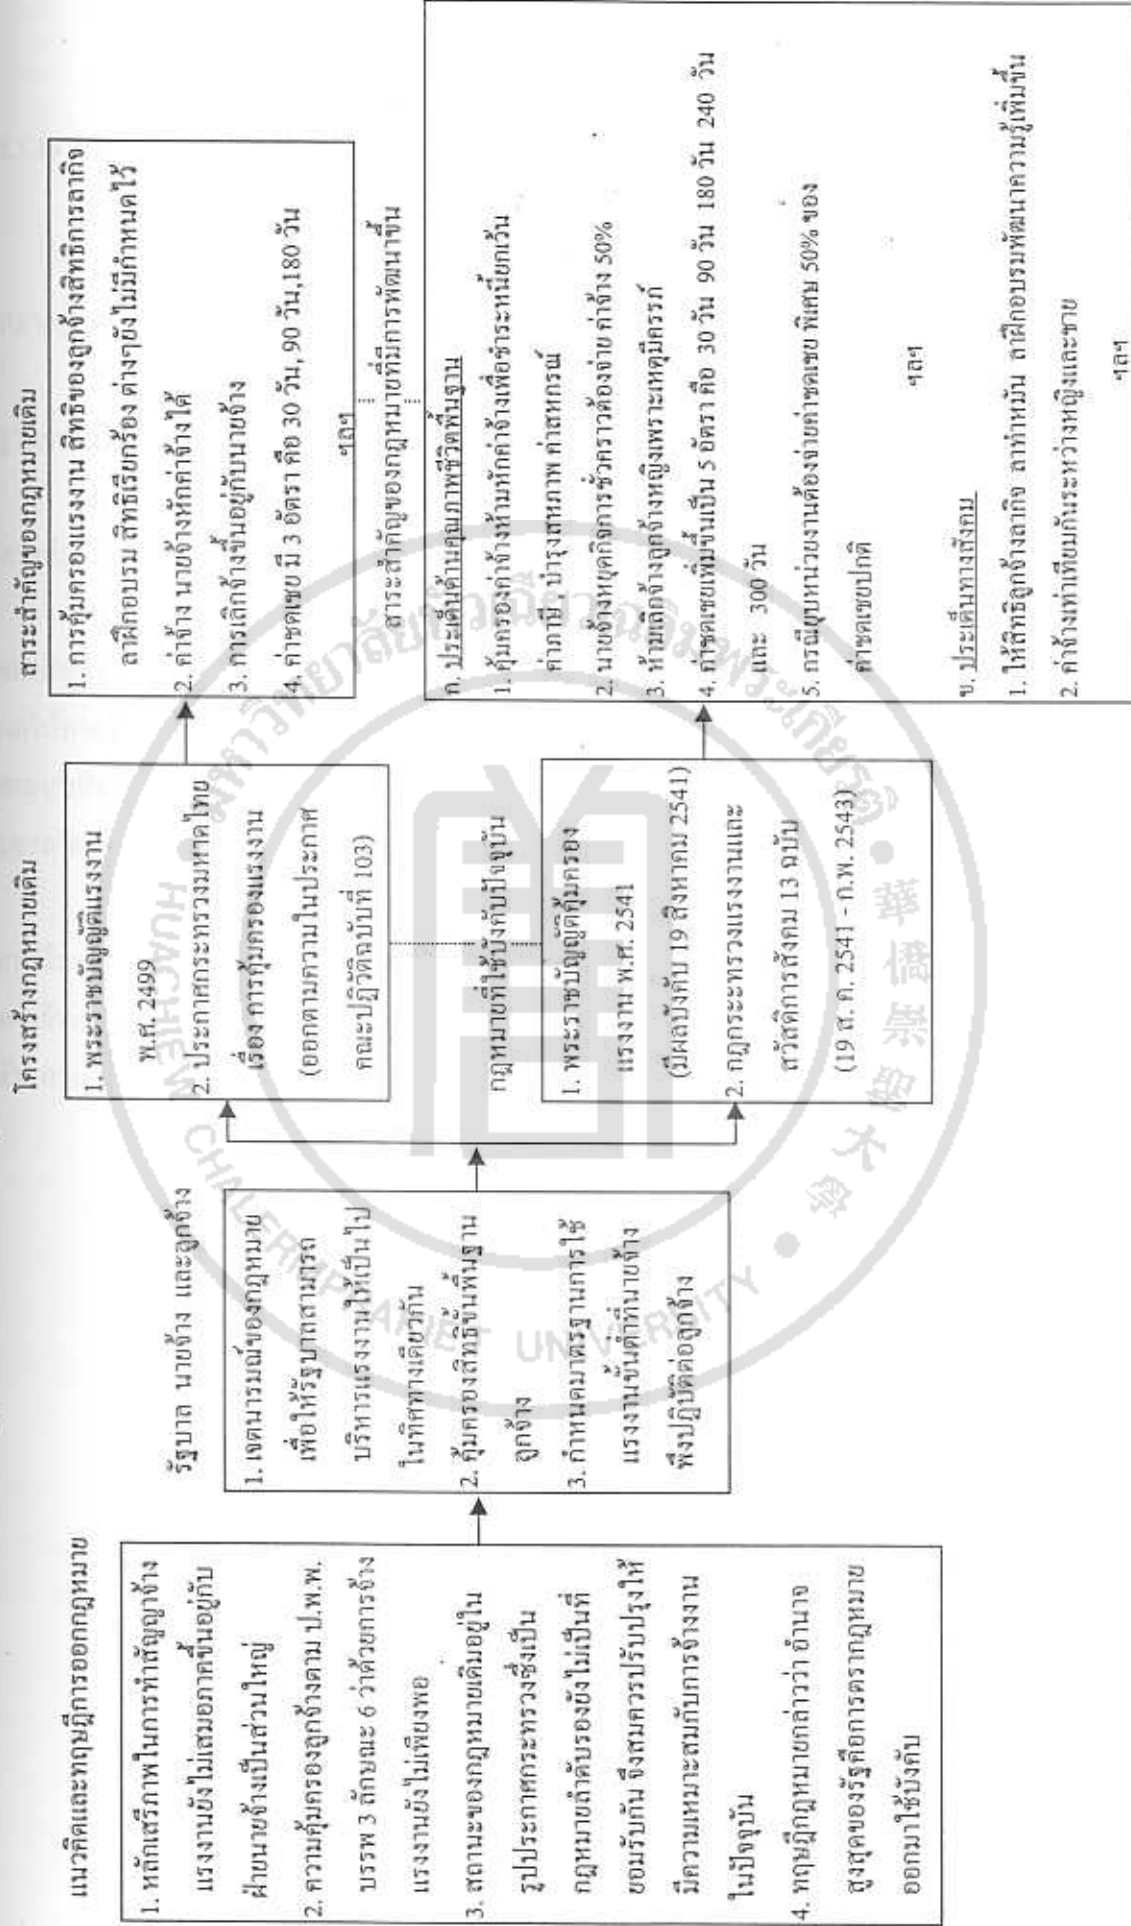 แนวคิดและทฤษฎีการออกกฎหมาย
1. หลักเสรีภาพในการทำสัญญาจ้าง
แรงงานยังไม่เสมอภาคขึ้นอยู่กับ
ฝ่ายนายจ้างเป็นส่วนใหญ่
2. ความคุ้มครองลูกจ้างตาม ป.พ.พ.
บรรพ 3 ลักษณะ 6 ว่าด้วยการจ้าง
แรงงานยังไม่เพียงพอ
3. สถานะของกฎหมายเดิมอยู่ใน
รูปประกาศกระทรวงซึ่งเป็น
กฎหมายลำดับรองยังไม่เป็นที่
ยอมรับกัน จึงสมควรปรับปรุงให้
มีความเหมาะสมกับการจ้างงาน
ในปัจจุบัน
4. ทฤษฎีกฎหมายกล่าวว่า อำนาจ
สูงสุดของรัฐคือการตรากฎหมาย
ออกมาใช้บังคับ
รัฐบาล นายจ้าง และลูกจ้าง
1. เจตนารมณ์ของกฎหมาย
เพื่อให้รัฐบาลสามารถ
บริหารแรงงานให้เป็นไป
ในทิศทางเดียวกัน
2. คุ้มครองสิทธิขั้นพื้นฐาน
ลูกจ้าง
3. กำหนดมาตรฐานการใช้
แรงงานขั้นต่ำที่นายจ้าง
พึงปฏิบัติต่อลูกจ้าง
โครงสร้างกฎหมายเดิม
1. พระราชบัญญัติแรงงาน
พ.ศ. 2499
2. ประกาศกระทรวงมหาดไทย
เรื่อง การคุ้มครองแรงงาน
(ออกตามความในประกาศ
คณะปฏิวัติฉบับที่ 103)
กฎหมายที่ใช้บังคับปัจจุบัน
1. พระราชบัญญัติคุ้มครอง
แรงงาน พ.ศ. 2541
(มีผลบังคับ 19 สิงหาคม 2541)
2. กฎกระะทรวงแรงงานและ
สวัสดิการสังคม 13 ฉบับ
(19 ส. ค. 2541 - ก.พ. 2543)
สาระสำคัญของกฎหมายเดิม
1. การคุ้มครองแรงงาน สิทธิของลูกจ้างสิทธิการลากิจ
ลาฝึกอบรม สิทธิเรียกร้อง ต่างๆยังไม่มีกำหนดไว้
2. ค่าจ้าง นายจ้างหักค่าจ้างได้
3. การเลิกจ้างขึ้นอยู่กับนายจ้าง
4. ค่าชดเชย มี 3 อัตรา คือ 30 วัน, 90 วัน,180 วัน
ฯลฯ
สาระสำคัญของกฎหมายที่มีการพัฒนาขึ้น
ก. ประเด็นด้านคุณภาพชีวิตพื้นฐาน
1. คุ้มครองค่าจ้างห้ามหักค่าจ้างเพื่อชำระหนี้ยกเว้น
ค่าภาษี , บำรุงสหภาพ ค่าสหกรณ์
2. นายจ้างหยุดกิจการชั่วคราวต้องจ่าย ค่าจ้าง 50%
3. ห้ามเลิกจ้างลูกจ้างหญิงเพราะเหตุมีครรภ์
4. ค่าชดเชยเพิ่มขึ้นเป็น 5 อัตรา คือ 30 วัน 90 วัน 180 วัน 240 วัน
และ 300 วัน
5. กรณียุบหน่วยงานต้องจ่ายค่าชดเชย พิเศษ 50% ของ
ค่าชดเชยปกติ
ฯลฯ
ข. ประเด็นทางสังคม
1. ให้สิทธิลูกจ้างลากิจ ลาทำหมัน ลาฝึกอบรมพัฒนาความรู้เพิ่มขึ้น
2. ค่าจ้างเท่าเทียมกันระหว่างหญิงและชาย
ฯลฯ
มหาวิทยาลัยหัวเฉียวเฉลิมพระเกียรติ
HUACHIEW CHALERMPRAKIET UNIVERSITY
華僑崇聖大學